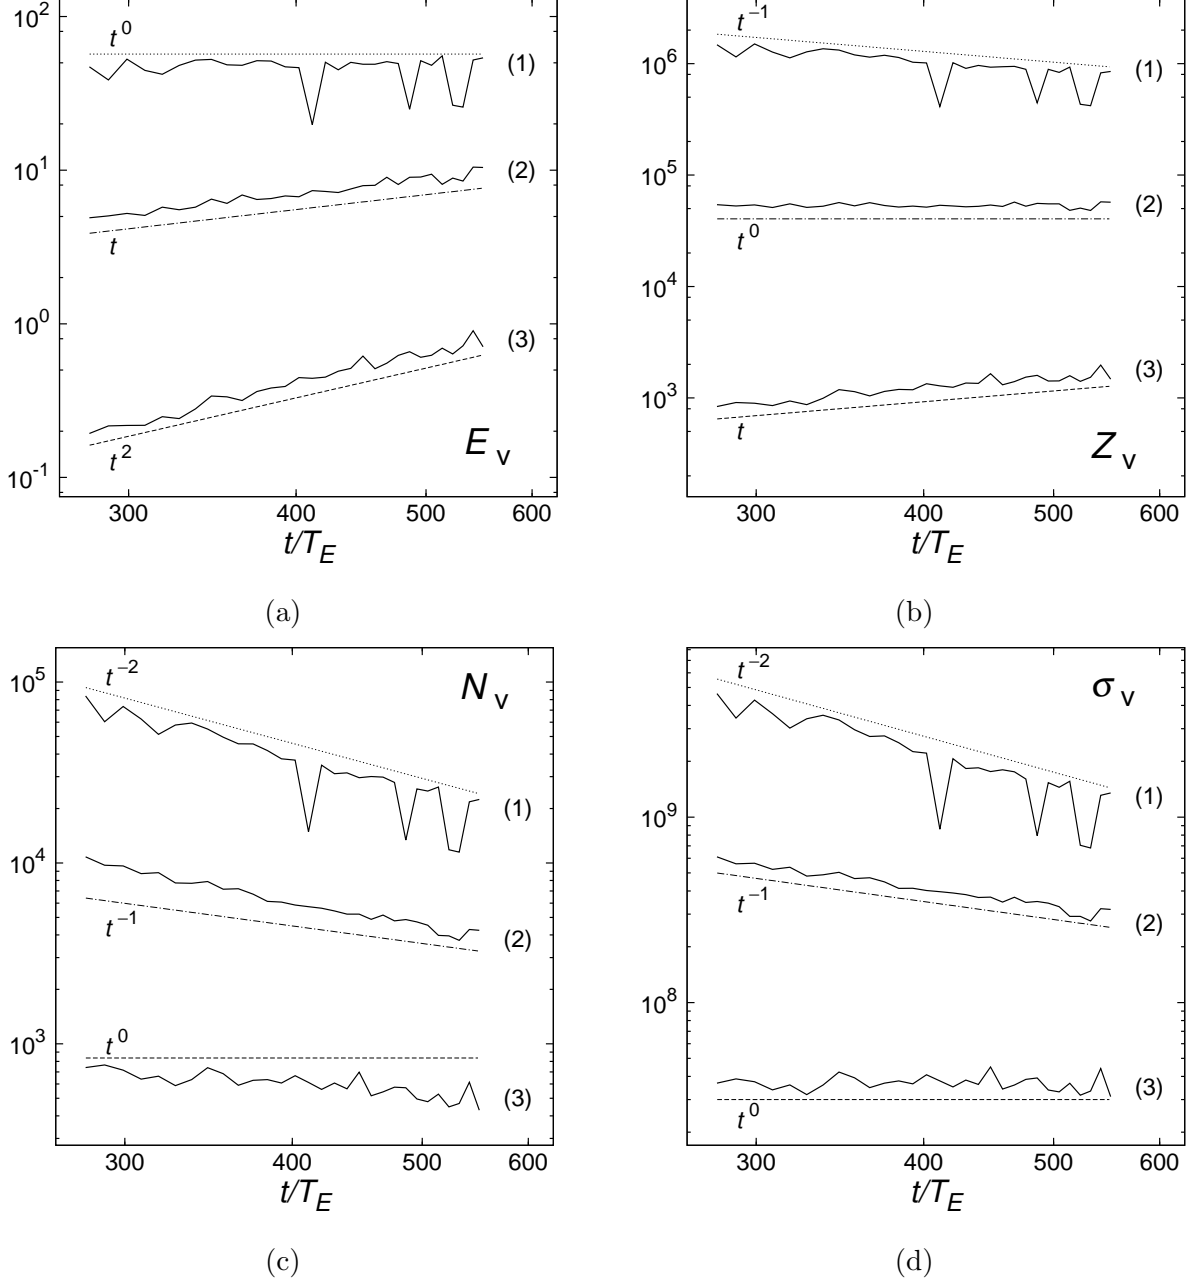 10^2
t^0
(1)
10^1
(2)
t
10^0
(3)
t^2
E_v
10^-1
300 400 500 600
t/T_E
(a)
t^-1
10^6
(1)
10^5
(2)
t^0
10^4
(3)
10^3
t
Z_v
300 400 500 600
t/T_E
(b)
10^5
t^-2
N_v
(1)
10^4
t^-1
(2)
t^0
10^3
(3)
300 400 500 600
t/T_E
(c)
t^-2
σ_v
(1)
10^9
t^-1
(2)
10^8
(3)
t^0
300 400 500 600
t/T_E
(d)